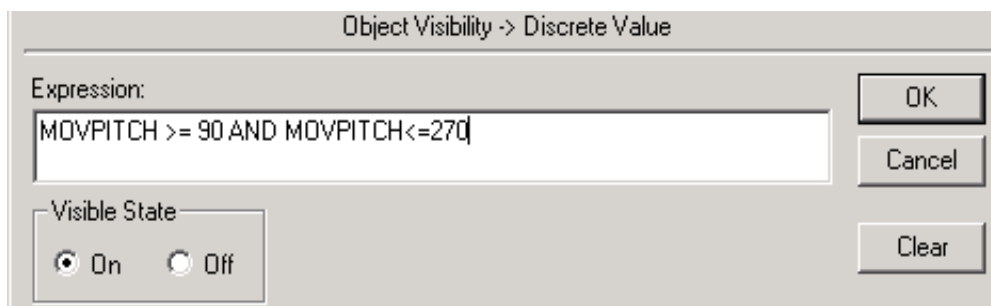 Object Visibility -> Discrete Value
Expression:
MOVPITCH >= 90 AND MOVPITCH<=270
OK
Cancel
Visible State
On Off
Clear